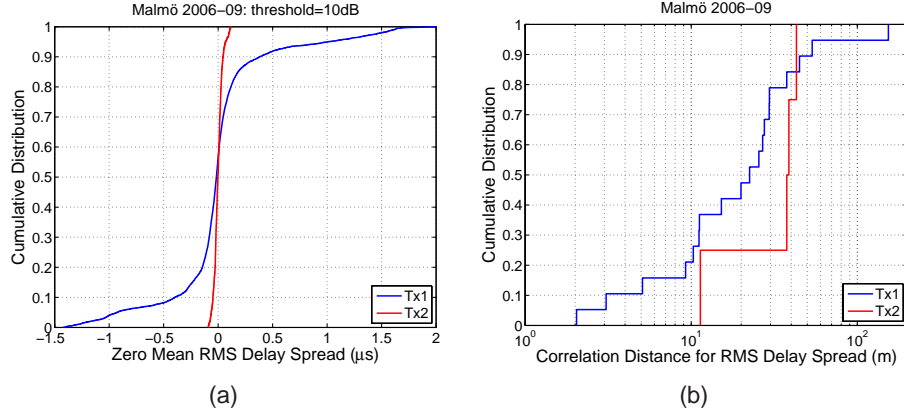 Malmö 2006−09: threshold=10dB
Cumulative Distribution
1
0.9
0.8
0.7
0.6
0.5
0.4
0.3
0.2
0.1
0
−1.5 −1 −0.5 0 0.5 1 1.5 2
Zero Mean RMS Delay Spread (μs)
Tx1
Tx2
(a)
Malmö 2006−09
Cumulative Distribution
1
0.9
0.8
0.7
0.6
0.5
0.4
0.3
0.2
0.1
0
10^0 10^1 10^2
Correlation Distance for RMS Delay Spread (m)
Tx1
Tx2
(b)